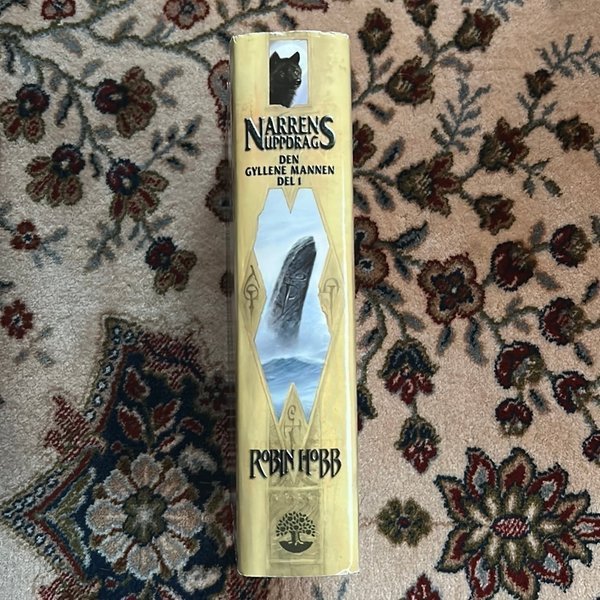 NARRENS
UPPDRAG
DEN
GYLLENE MANNEN
DEL 1
ROBIN HOBB